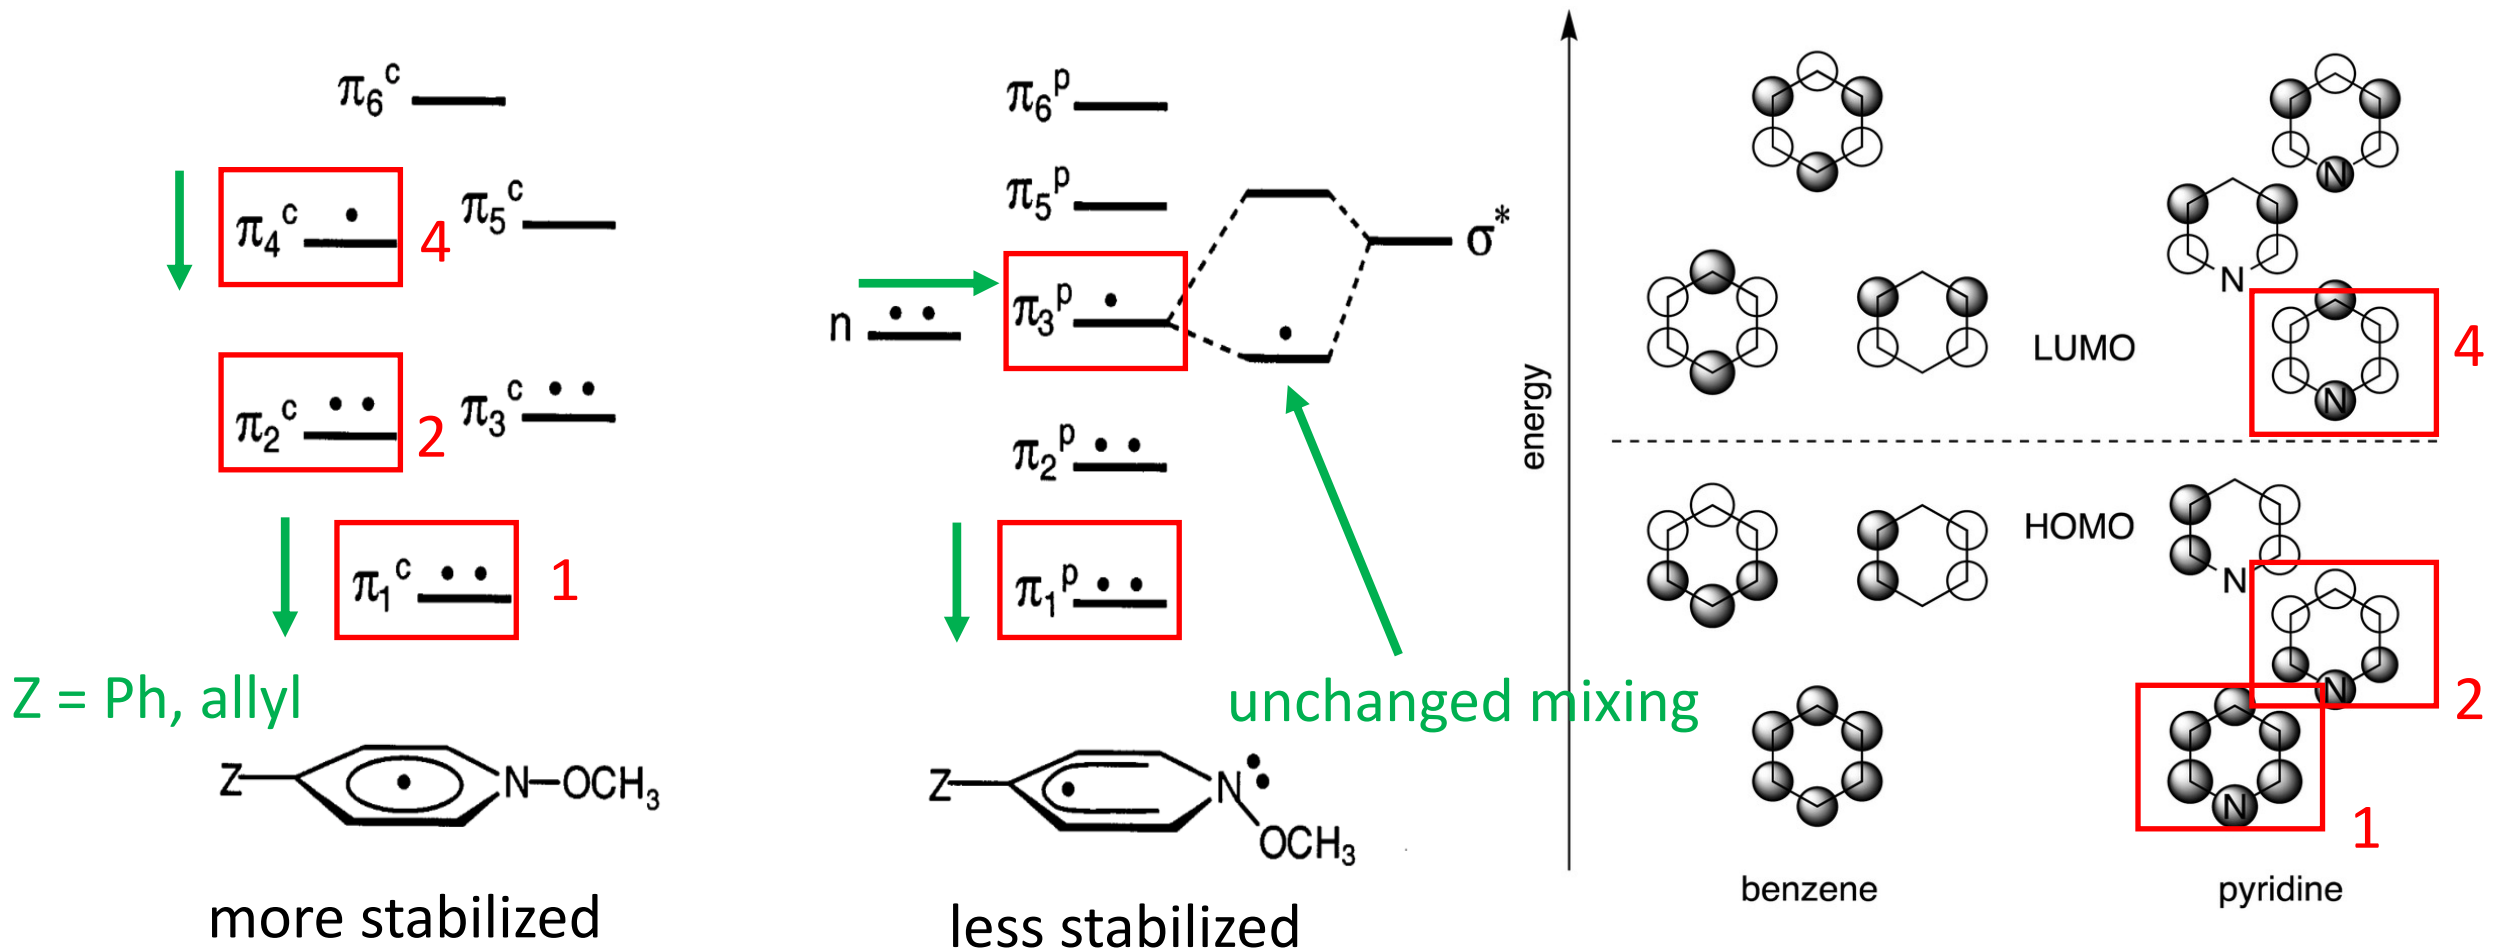 π6c
π4c
4
π5c
π2c
2
π3c
π1c
1
Z = Ph, allyl
Z
N
OCH3
more stabilized
π6p
π5p
π3p
n
σ*
π2p
π1p
unchanged mixing
Z
N
OCH3
less stabilized
energy
N
N
LUMO
N
4
HOMO
N
N
2
N
1
benzene
pyridine